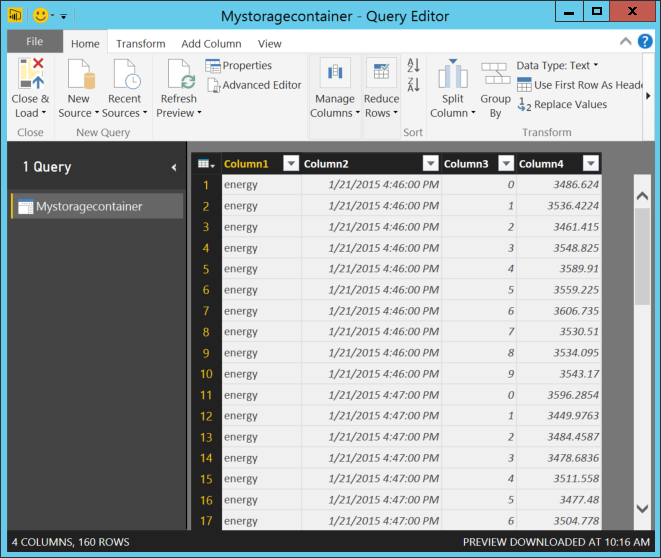 Mystoragecontainer - Query Editor
File Home Transform Add Column View
Close & Load
New Source
Recent Sources
Refresh Preview
Properties
Advanced Editor
Manage Columns
Reduce Rows
Split Column
Group By
Data Type: Text
Use First Row As Heade
Replace Values
Close New Query Sort Transform
1 Query
Mystoragecontainer
Column1 Column2 Column3 Column4
1 energy 1/21/2015 4:46:00 PM 0 3486.624
2 energy 1/21/2015 4:46:00 PM 1 3536.4224
3 energy 1/21/2015 4:46:00 PM 2 3461.415
4 energy 1/21/2015 4:46:00 PM 3 3548.825
5 energy 1/21/2015 4:46:00 PM 4 3589.91
6 energy 1/21/2015 4:46:00 PM 5 3559.225
7 energy 1/21/2015 4:46:00 PM 6 3606.735
8 energy 1/21/2015 4:46:00 PM 7 3530.51
9 energy 1/21/2015 4:46:00 PM 8 3534.095
10 energy 1/21/2015 4:46:00 PM 9 3543.17
11 energy 1/21/2015 4:47:00 PM 0 3596.2854
12 energy 1/21/2015 4:47:00 PM 1 3449.9763
13 energy 1/21/2015 4:47:00 PM 2 3484.4587
14 energy 1/21/2015 4:47:00 PM 3 3478.6836
15 energy 1/21/2015 4:47:00 PM 4 3511.558
16 energy 1/21/2015 4:47:00 PM 5 3477.48
17 energy 1/21/2015 4:47:00 PM 6 3504.778
4 COLUMNS, 160 ROWS
PREVIEW DOWNLOADED AT 10:16 AM